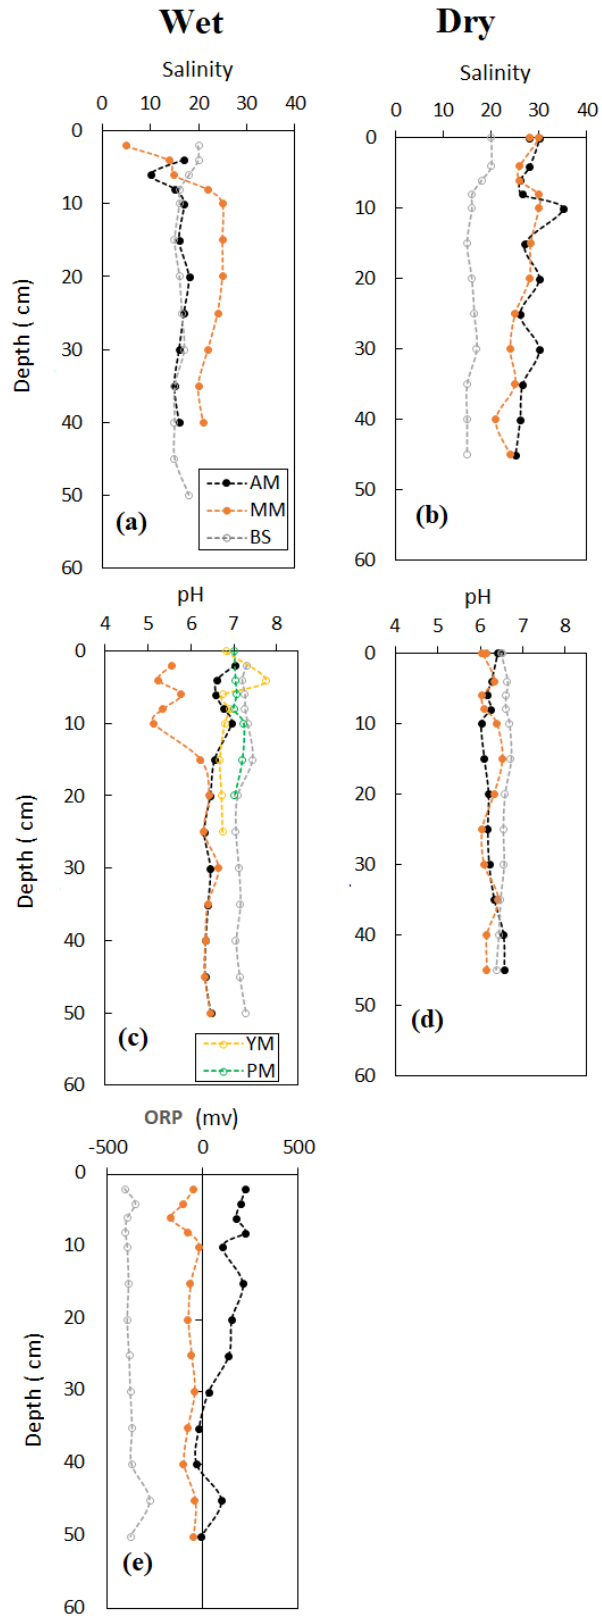 Wet Dry
Salinity Salinity
0 10 20 30 40 0 10 20 30 40
0 0
10 10
20 20
30 30
40 40
50 50
60 60
Depth ( cm)
AM
MM
BS
(a) (b)
pH pH
4 5 6 7 8 4 5 6 7 8
0 0
10 10
20 20
30 30
40 40
50 50
60 60
Depth ( cm)
(c) (d)
YM
PM
ORP (mv)
-500 0 500
0
10
20
30
40
50
60
Depth ( cm)
(e)